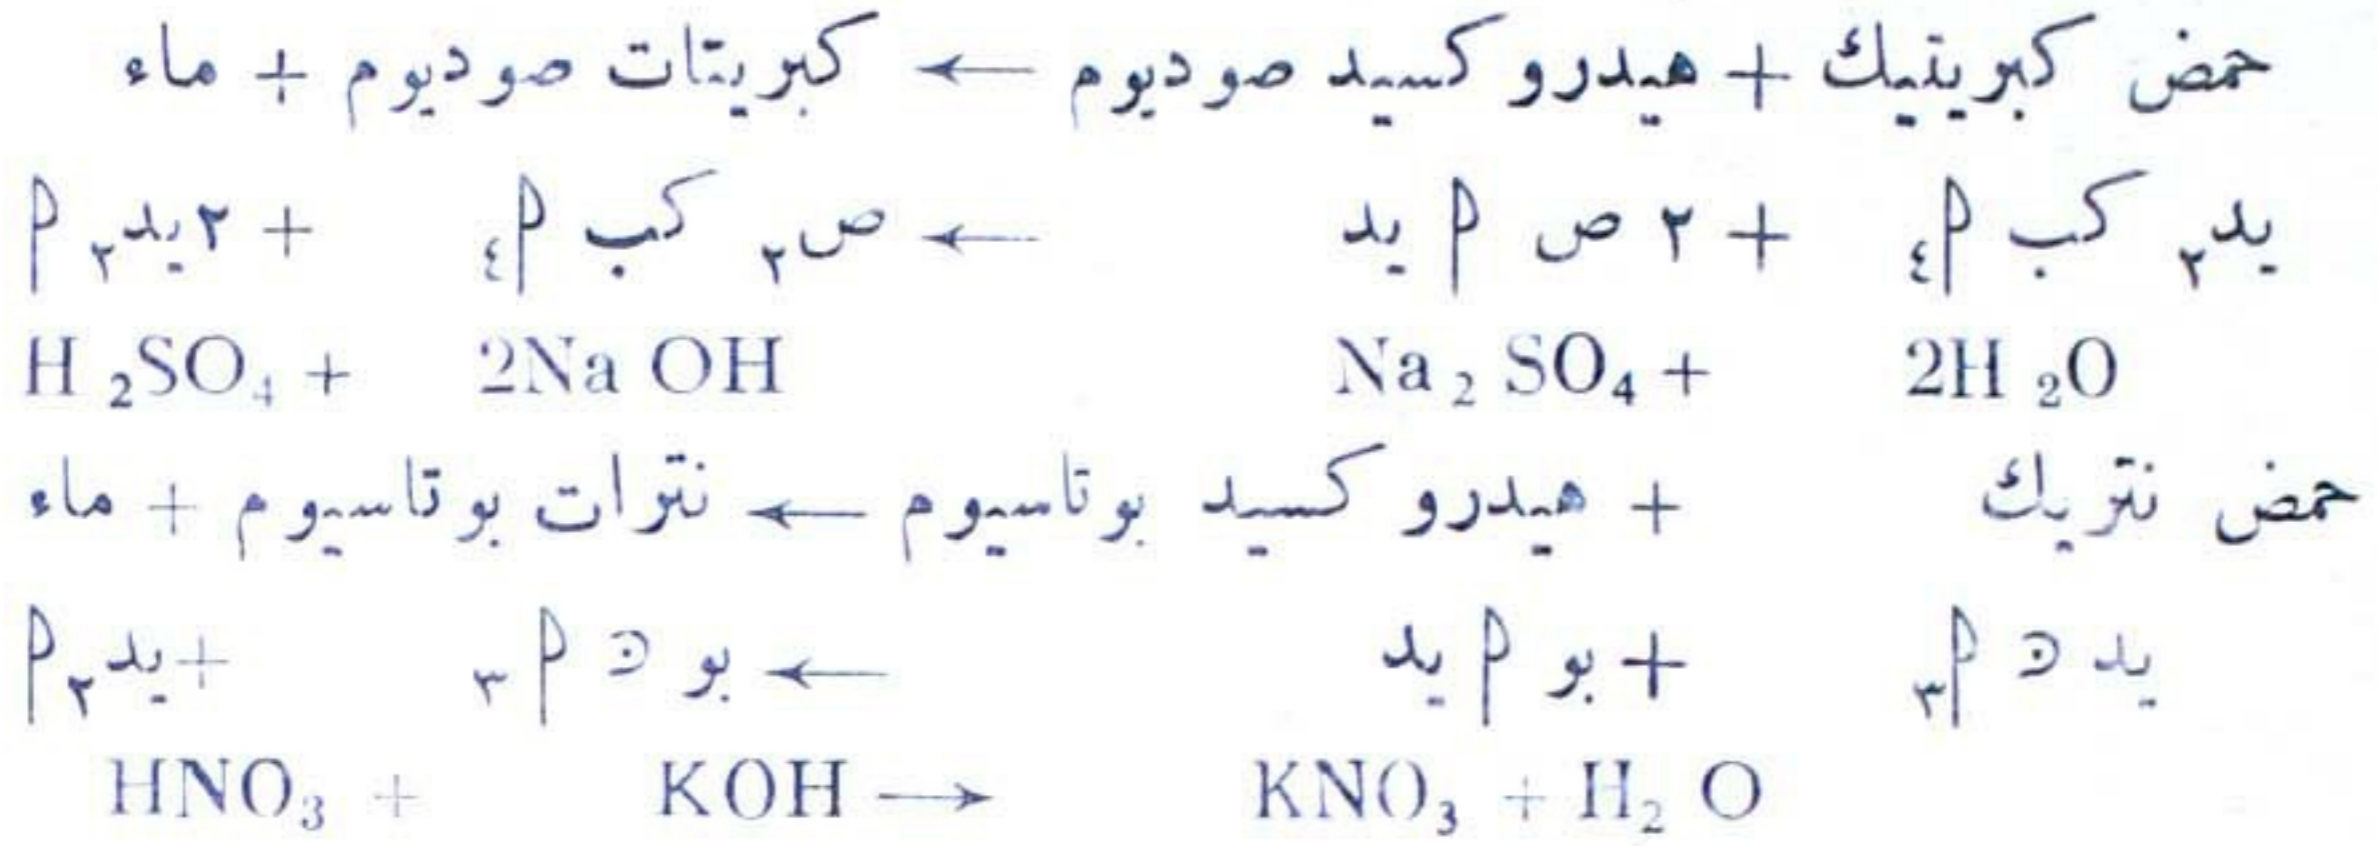 حمض كبريتيك + هيدروكسيد صوديوم ← كبريتات صوديوم + ماء
يد٢ كب ﺃ٤ + ٢ ص ﺃ يد ← ص٢ كب ﺃ٤ + ٢يد٢ ﺃ
H₂SO₄ + 2Na OH Na₂ SO₄ + 2H₂O
حمض نتريك + هيدروكسيد بوتاسيوم ← نترات بوتاسيوم + ماء
يد ن ﺃ٣ + بو ﺃ يد ← بو ن ﺃ٣ + يد٢ ﺃ
HNO₃ + KOH → KNO₃ + H₂ O